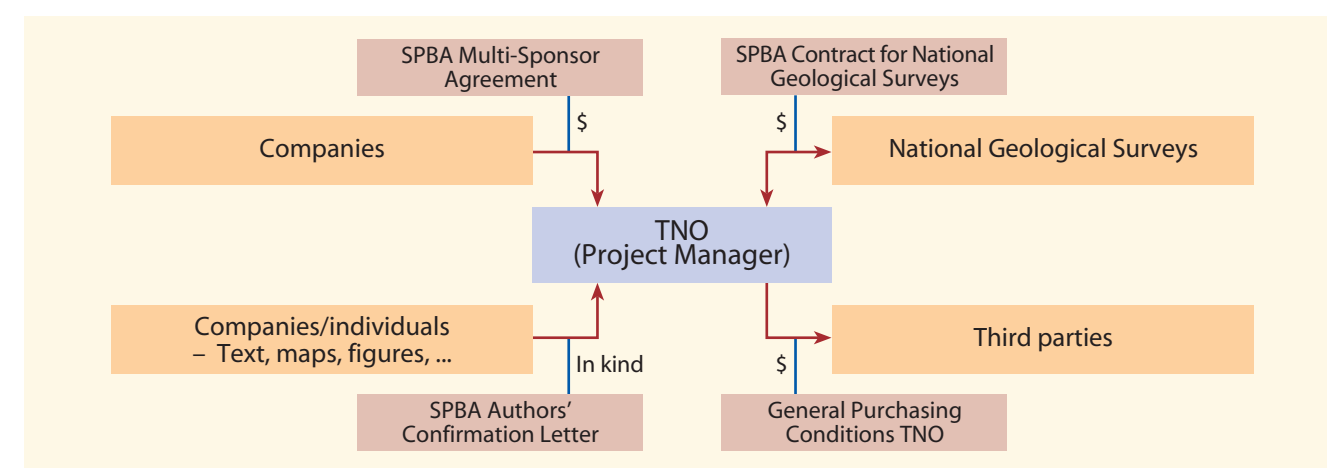 SPBA Multi-Sponsor
Agreement
SPBA Contract for National
Geological Surveys
$
$
Companies
National Geological Surveys
TNO
(Project Manager)
Companies/individuals
– Text, maps, figures, ...
Third parties
In kind
$
SPBA Authors’
Confirmation Letter
General Purchasing
Conditions TNO